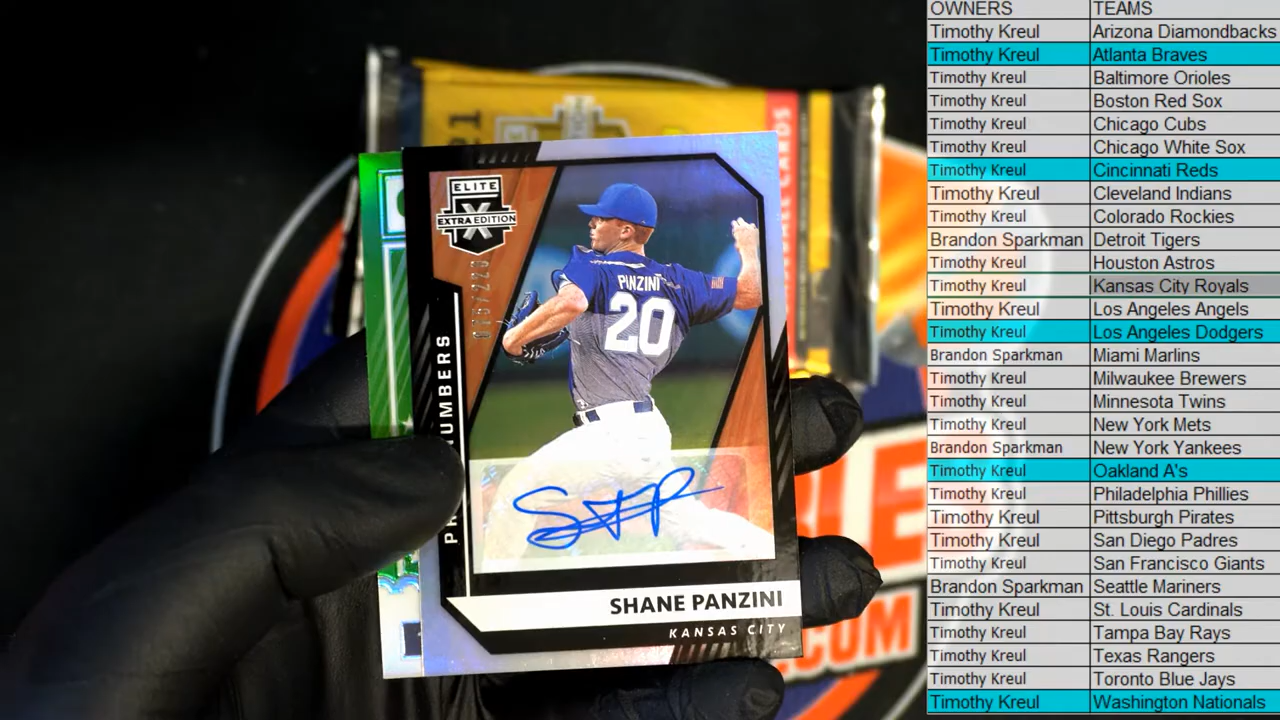 ELITE
X
EXTRA EDITION
PANZINI
20
SHANE PANZINI
KANSAS CITY
.COM
OWNERS TEAMS
Timothy Kreul Arizona Diamondbacks
Timothy Kreul Atlanta Braves
Timothy Kreul Baltimore Orioles
Timothy Kreul Boston Red Sox
Timothy Kreul Chicago Cubs
Timothy Kreul Chicago White Sox
Timothy Kreul Cincinnati Reds
Timothy Kreul Cleveland Indians
Timothy Kreul Colorado Rockies
Brandon Sparkman Detroit Tigers
Timothy Kreul Houston Astros
Timothy Kreul Kansas City Royals
Timothy Kreul Los Angeles Angels
Timothy Kreul Los Angeles Dodgers
Brandon Sparkman Miami Marlins
Timothy Kreul Milwaukee Brewers
Timothy Kreul Minnesota Twins
Timothy Kreul New York Mets
Brandon Sparkman New York Yankees
Timothy Kreul Oakland A's
Timothy Kreul Philadelphia Phillies
Timothy Kreul Pittsburgh Pirates
Timothy Kreul San Diego Padres
Timothy Kreul San Francisco Giants
Brandon Sparkman Seattle Mariners
Timothy Kreul St. Louis Cardinals
Timothy Kreul Tampa Bay Rays
Timothy Kreul Texas Rangers
Timothy Kreul Toronto Blue Jays
Timothy Kreul Washington Nationals